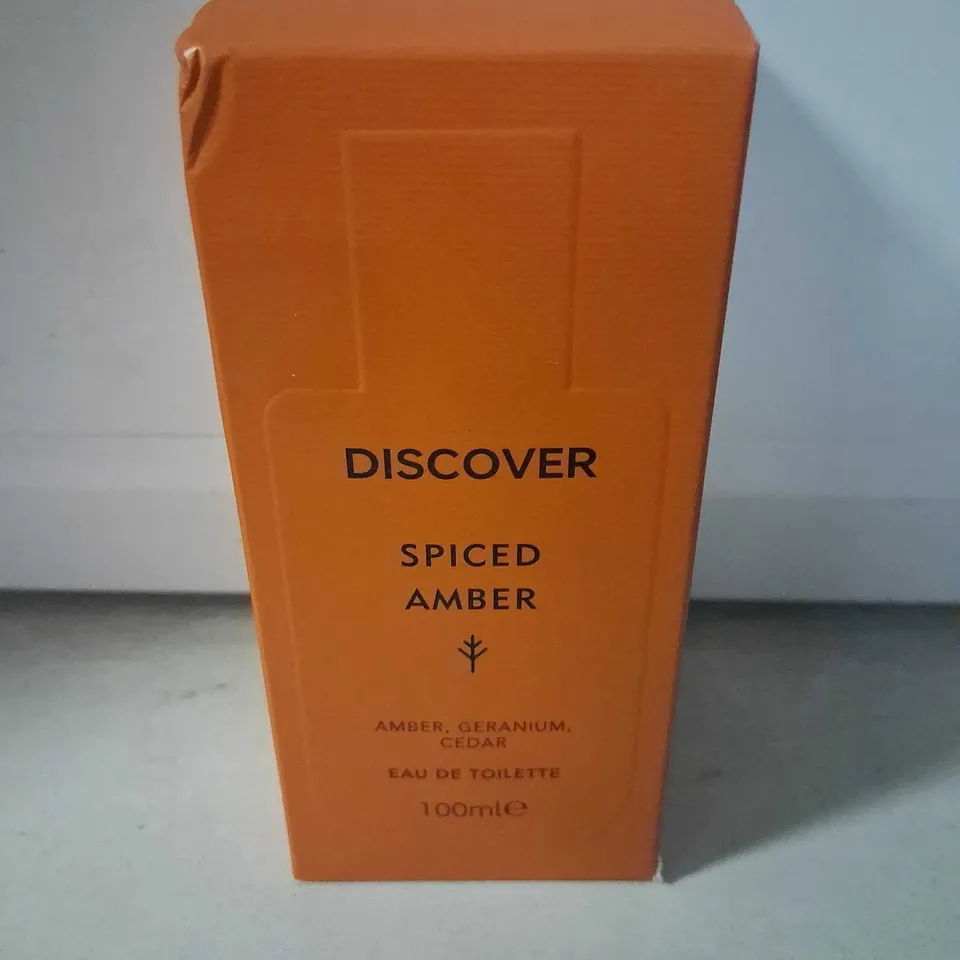 DISCOVER
SPICED
AMBER
AMBER, GERANIUM,
CEDAR
EAU DE TOILETTE
100ml℮